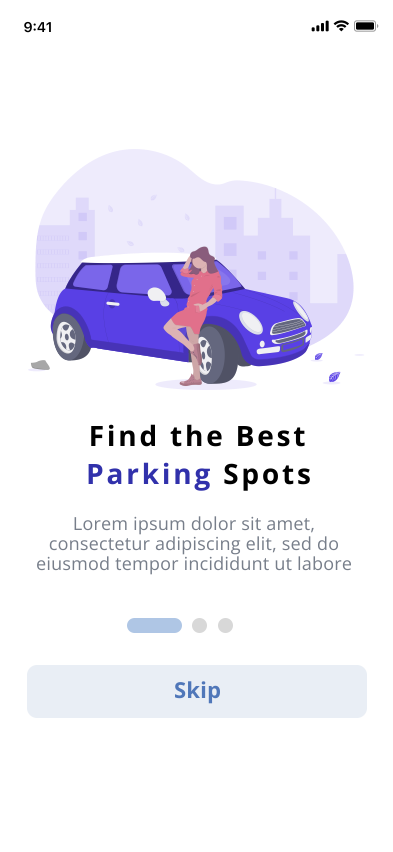 9:41
Find the Best
Parking Spots
Lorem ipsum dolor sit amet,
consectetur adipiscing elit, sed do
eiusmod tempor incididunt ut labore
Skip